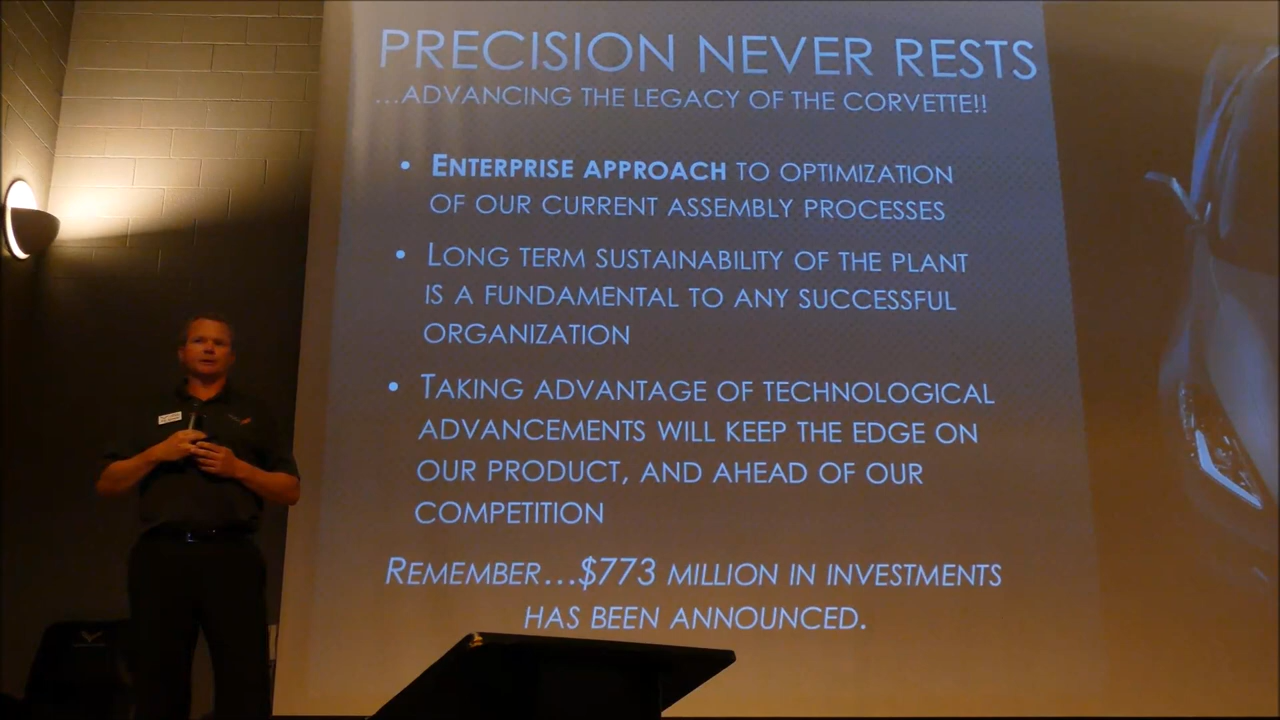 PRECISION NEVER RESTS
...ADVANCING THE LEGACY OF THE CORVETTE!!
• ENTERPRISE APPROACH TO OPTIMIZATION
OF OUR CURRENT ASSEMBLY PROCESSES
• LONG TERM SUSTAINABILITY OF THE PLANT
IS A FUNDAMENTAL TO ANY SUCCESSFUL
ORGANIZATION
• TAKING ADVANTAGE OF TECHNOLOGICAL
ADVANCEMENTS WILL KEEP THE EDGE ON
OUR PRODUCT, AND AHEAD OF OUR
COMPETITION
REMEMBER...$773 MILLION IN INVESTMENTS
HAS BEEN ANNOUNCED.